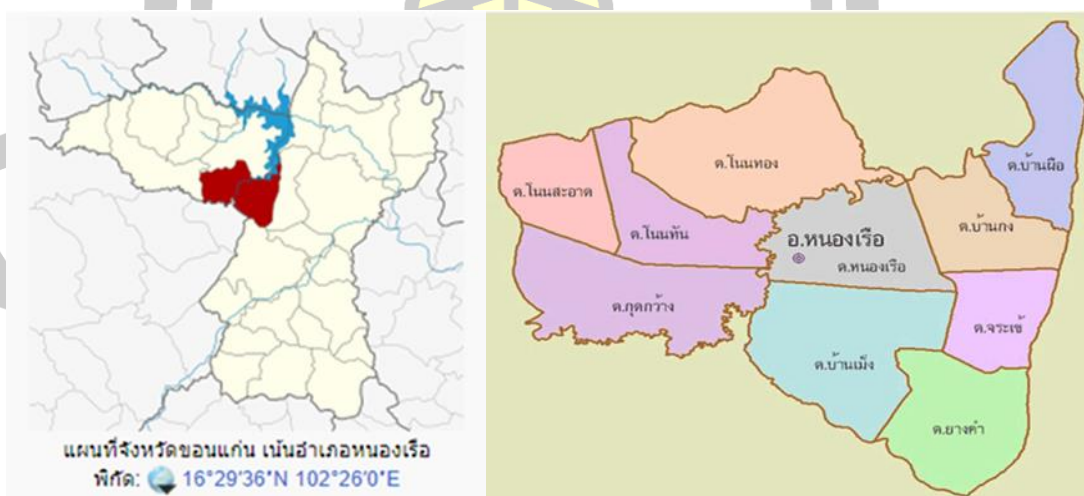 แผนที่จังหวัดขอนแก่น เน้นอำเภอหนองเรือ
พิกัด: 16°29′36″N 102°26′0″E
ต.โนนทอง
ต.บ้านผือ
ต.โนนสะอาด
ต.โนนทัน
ต.บ้านกง
อ.หนองเรือ
ต.หนองเรือ
ต.กุดกว้าง
ต.จระเข้
ต.บ้านเม็ง
ต.ยางคำ